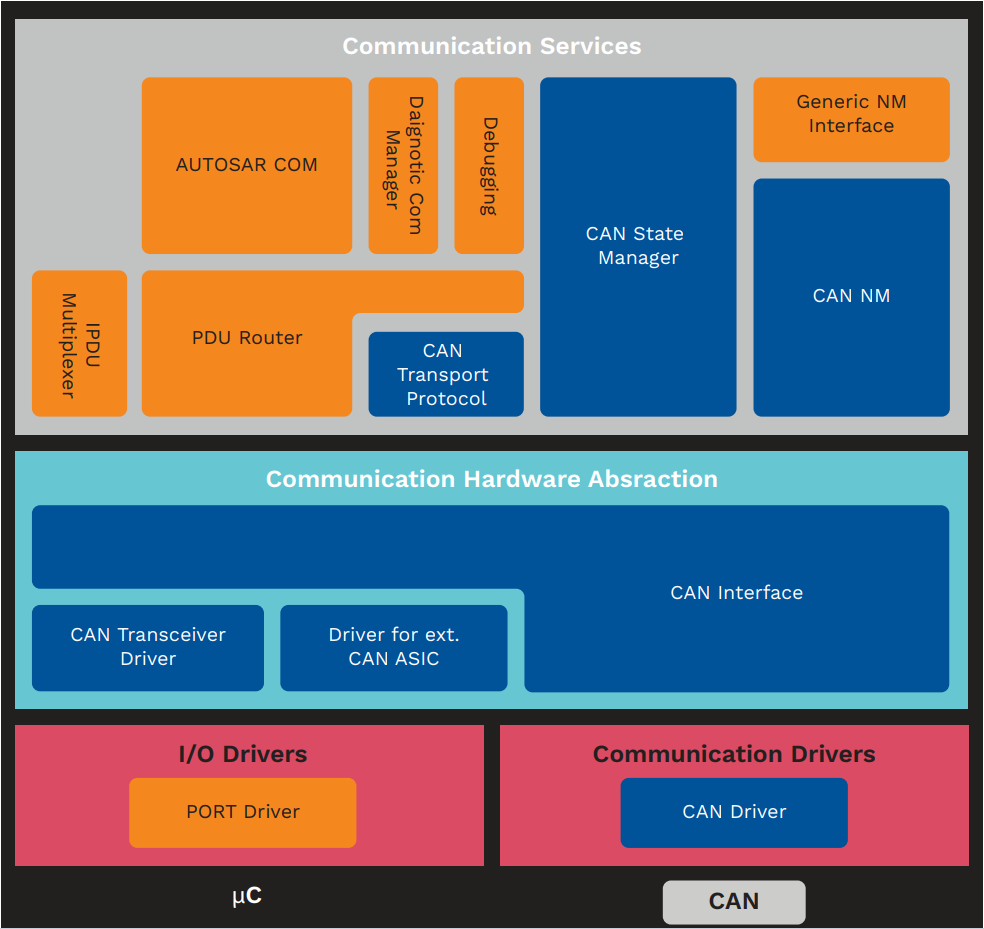 Communication Services
AUTOSAR COM
Daignotic Com
Manager
Debugging
CAN State
Manager
Generic NM
Interface
CAN NM
IPDU
Multiplexer
PDU Router
CAN
Transport
Protocol
Communication Hardware Absraction
CAN Interface
CAN Transceiver
Driver
Driver for ext.
CAN ASIC
I/O Drivers
PORT Driver
Communication Drivers
CAN Driver
µC
CAN